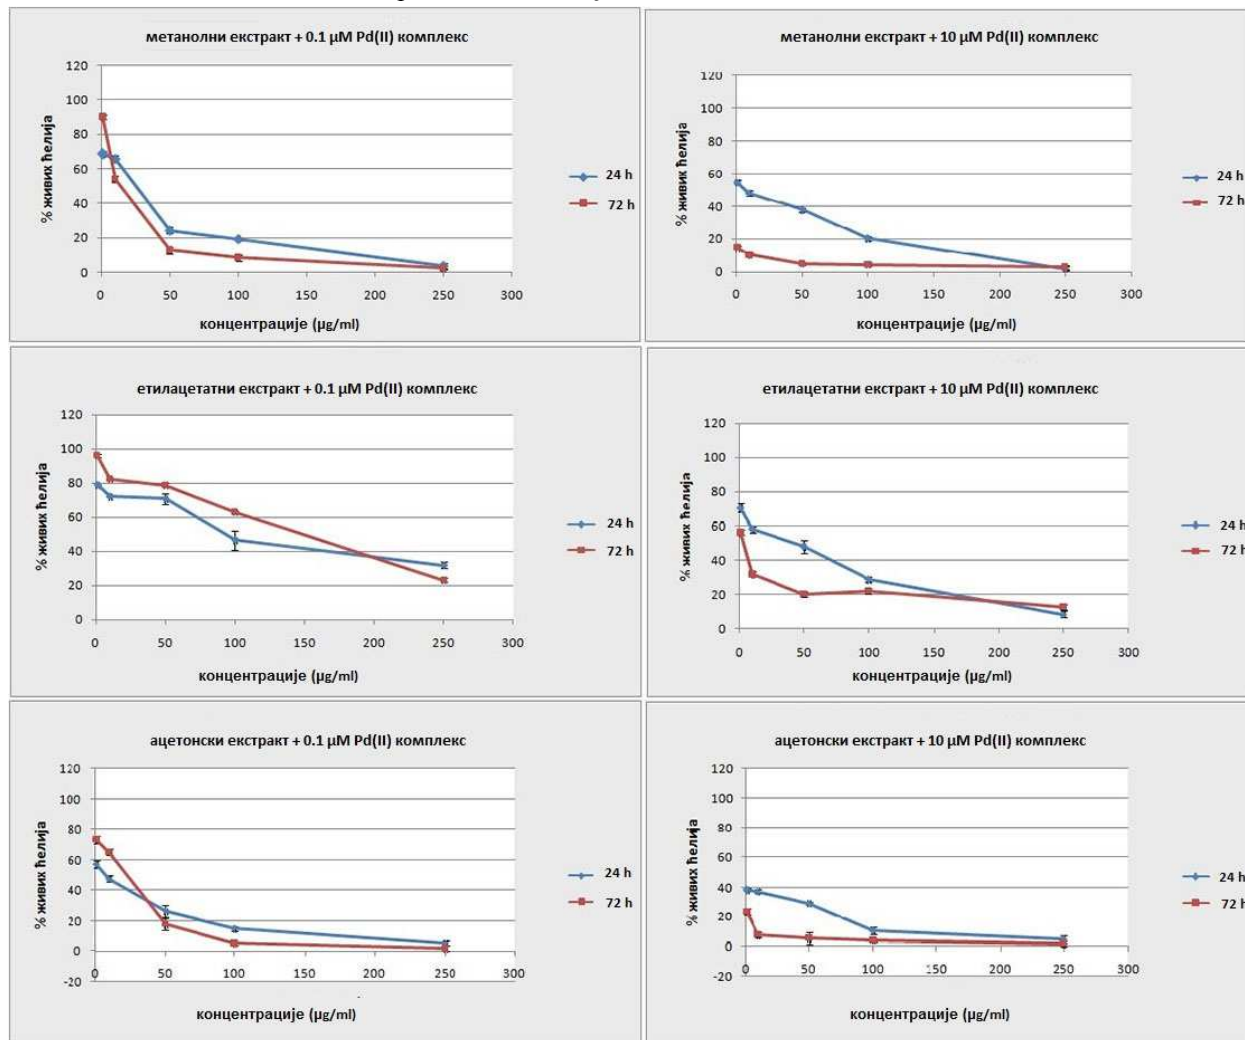 метанолни екстракт + 0.1 μM Pd(II) комплекс
120
100
80
60
40
20
0
% живих ћелија
0 50 100 150 200 250 300
концентрације (μg/ml)
24 h
72 h
метанолни екстракт + 10 μM Pd(II) комплекс
120
100
80
60
40
20
0
% живих ћелија
0 50 100 150 200 250 300
концентрације (μg/ml)
24 h
72 h
етилацетатни екстракт + 0.1 μM Pd(II) комплекс
120
100
80
60
40
20
0
% живих ћелија
0 50 100 150 200 250 300
концентрације (μg/ml)
24 h
72 h
етилацетатни екстракт + 10 μM Pd(II) комплекс
120
100
80
60
40
20
0
% живих ћелија
0 50 100 150 200 250 300
концентрације (μg/ml)
24 h
72 h
ацетонски екстракт + 0.1 μM Pd(II) комплекс
120
100
80
60
40
20
0
-20
% живих ћелија
0 50 100 150 200 250 300
концентрације (μg/ml)
24 h
72 h
ацетонски екстракт + 10 μM Pd(II) комплекс
120
100
80
60
40
20
0
-20
% живих ћелија
0 50 100 150 200 250 300
концентрације (μg/ml)
24 h
72 h